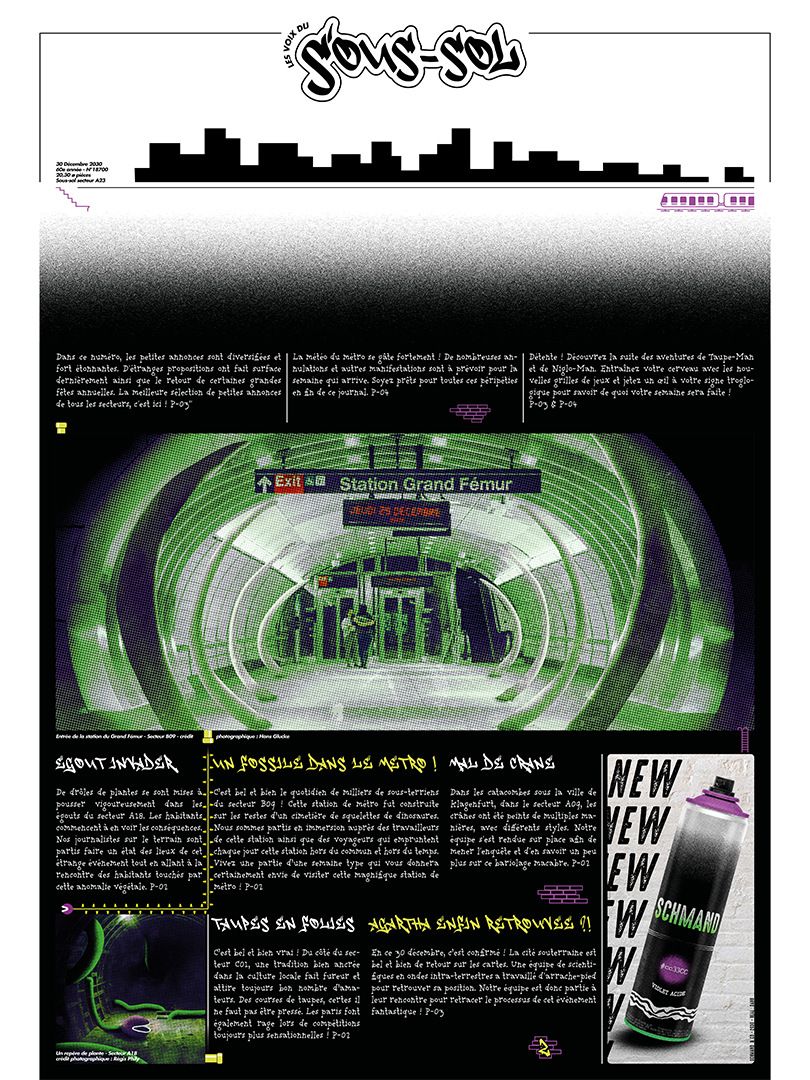 LES VOIX DU
SOUS-SOL
30 Décembre 2030
60e année - N°18700
20.30 ø pièces
Sous-sol secteur A23
Dans ce numéro, les petites annonces sont diversifiées et
fort étonnantes. D'étranges propositions ont fait surface
dernièrement ainsi que le retour de certaines grandes
fêtes annuelles. La meilleure sélection de petites annonces
de tous les secteurs, c'est ici ! P-03"
La météo du métro se gâte fortement ! De nombreuses an-
nulations et autres manifestations sont à prévoir pour la
semaine qui arrive. Soyez prêts pour toutes ces péripéties
en fin de ce journal. P-04
Détente ! Découvrez la suite des aventures de Taupe-Man
et de Niglo-Man. Entraînez votre cerveau avec les nou-
velles grilles de jeux et jetez un œil à votre signe troglo-
gique pour savoir de quoi votre semaine sera faite !
P-03 & P-04
Exit
Station Grand Fémur
JEUDI 25 DECEMBRE
Entrée de la station du Grand Fémur - Secteur B09 - crédit photographique : Hans Glucke
EGOUT INVADER
De drôles de plantes se sont mises à
pousser vigoureusement dans les
égouts du secteur A18. Les habitants
commencent à en voir les conséquences.
Nos journalistes sur le terrain sont
partis faire un état des lieux de cet
étrange événement tout en allant à la
rencontre des habitants touchés par
cette anomalie végétale. P-02
UN FOSSILE DANS LE METRO !
C'est bel et bien le quotidien de milliers de sous-terriens
du secteur B09 ! Cette station de métro fut construite
sur les restes d'un cimetière de squelettes de dinosaures.
Nous sommes partis en immersion auprès des travailleurs
de cette station ainsi que des voyageurs qui empruntent
chaque jour cette station hors du commun et hors du temps.
Vivez une partie d'une semaine type qui vous donnera
certainement envie de visiter cette magnifique station de
métro ! P-02
MAL DE CRANE
Dans les catacombes sous la ville de
Klagenfurt, dans le secteur A09, les
crânes ont été peints de multiples ma-
nières, avec différents styles. Notre
équipe s'est rendue sur place afin de
mener l'enquête et d'en savoir un peu
plus sur ce bariolage macabre. P-02
Un repère de plante - Secteur A18
crédit photographique : Régis Phily
TAUPES EN FOLIES
C'est bel et bien vrai ! Du côté du sec-
teur C01, une tradition bien ancrée
dans la culture locale fait fureur et
attire toujours bon nombre d'ama-
teurs. Des courses de taupes, certes il
ne faut pas être pressé. Les paris font
également rage lors de compétitions
toujours plus sensationnelles ! P-02
AGARTHA ENFIN RETROUVEE ?!
En ce 30 décembre, c'est confirmé ! La cité souterraine est
bel et bien de retour sur les cartes. Une équipe de scienti-
fiques en ondes intra-terrestres a travaillé d'arrache-pied
pour retrouver sa position. Notre équipe est donc partie à
leur rencontre pour retracer le processus de cet événement
fantastique ! P-03
NEW
NEW
NEW
NEW
SCHMAND
#cc33CC
VIOLET ACIDE